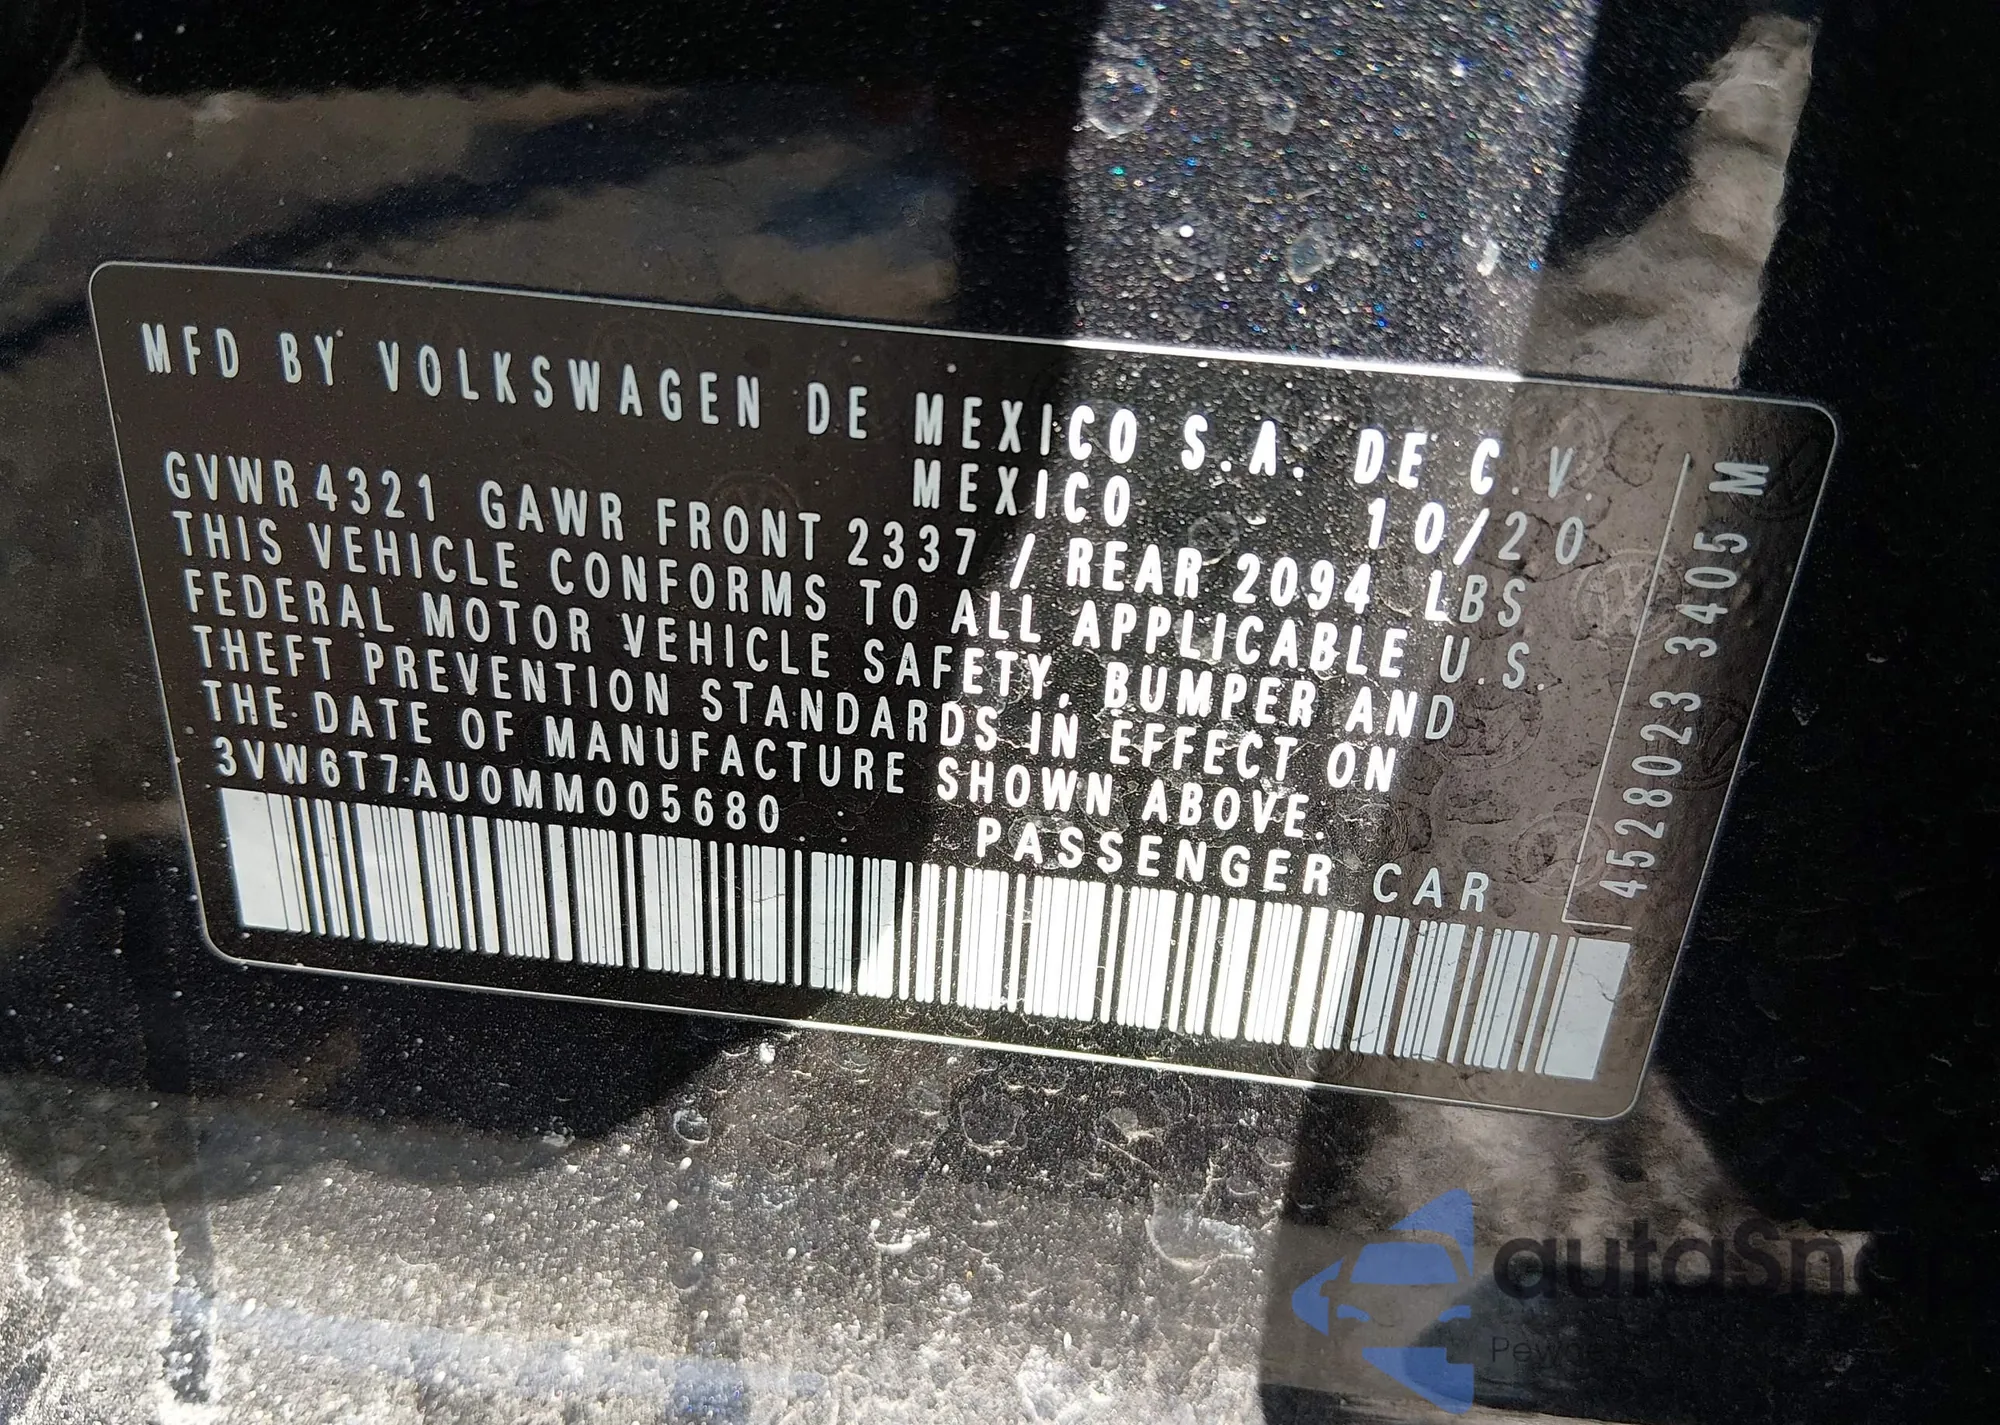 MFD BY VOLKSWAGEN DE MEXICO S.A. DE C.V.
MEXICO 10/20
GVWR 4321 GAWR FRONT 2337 / REAR 2094 LBS
THIS VEHICLE CONFORMS TO ALL APPLICABLE U.S.
FEDERAL MOTOR VEHICLE SAFETY, BUMPER AND
THEFT PREVENTION STANDARDS IN EFFECT ON
THE DATE OF MANUFACTURE SHOWN ABOVE.
3VW6T7AU0MM005680
PASSENGER CAR
4528023 3405 M
autaSna